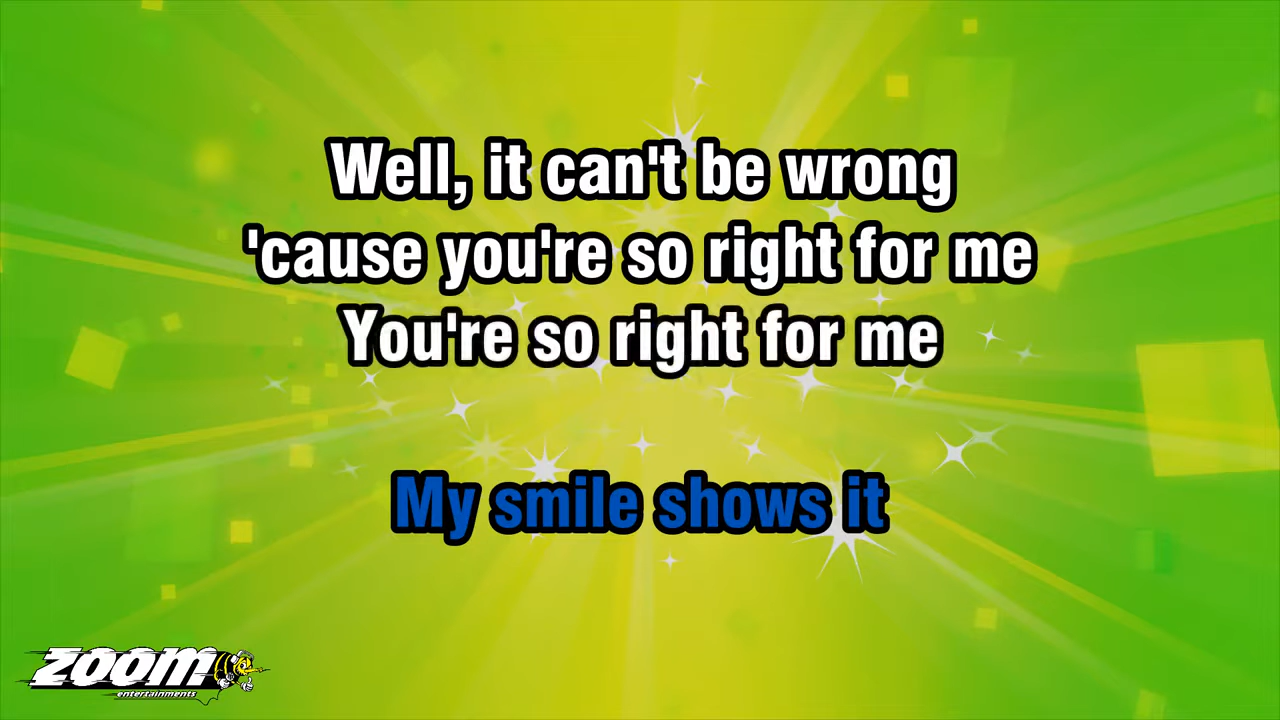 Well, it can't be wrong
'cause you're so right for me
You're so right for me
My smile shows it
ZOOM
entertainments